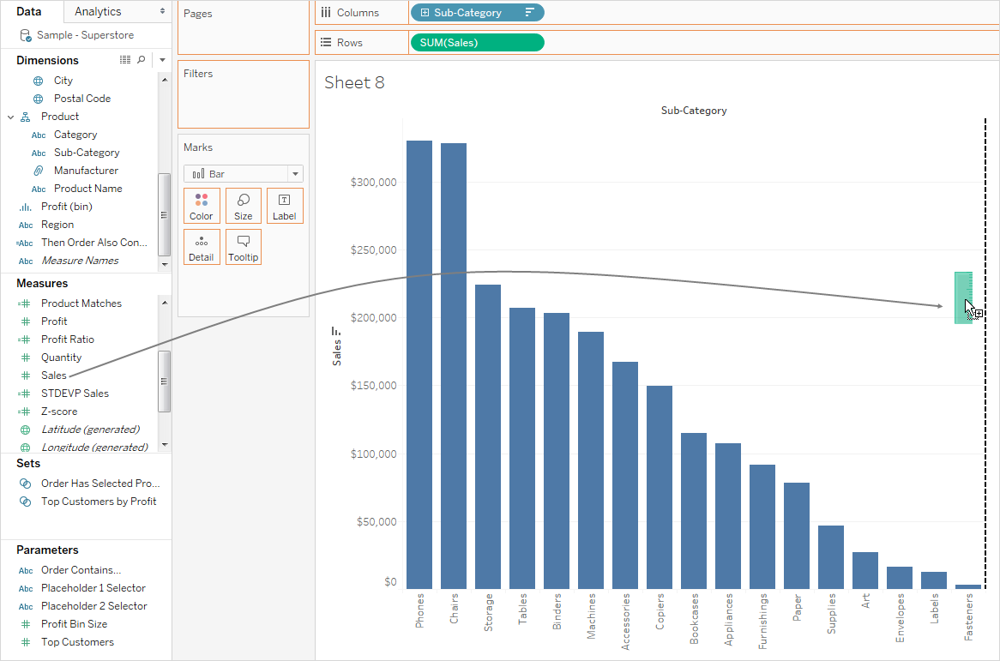 Data
Analytics
Sample - Superstore
Dimensions
City
Postal Code
Product
Abc Category
Abc Sub-Category
Manufacturer
Abc Product Name
Profit (bin)
Abc Region
=Abc Then Order Also Con...
Abc Measure Names
Measures
=# Product Matches
# Profit
=# Profit Ratio
# Quantity
# Sales
=# STDEVP Sales
=# Z-score
Latitude (generated)
Longitude (generated)
Sets
Order Has Selected Pro...
Top Customers by Profit
Parameters
Abc Order Contains...
Abc Placeholder 1 Selector
Abc Placeholder 2 Selector
# Profit Bin Size
# Top Customers
Pages
Filters
Marks
Bar
Color
Size
T
Label
Detail
Tooltip
Columns
Sub-Category
Rows
SUM(Sales)
Sheet 8
Sub-Category
$300,000
$250,000
$200,000
$150,000
$100,000
$50,000
$0
Sales
Phones
Chairs
Storage
Tables
Binders
Machines
Accessories
Copiers
Bookcases
Appliances
Furnishings
Paper
Supplies
Art
Envelopes
Labels
Fasteners